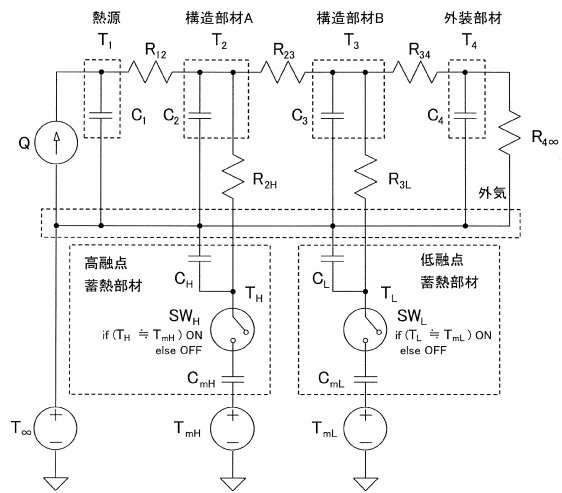 熱源
T1
構造部材A
T2
構造部材B
T3
外装部材
T4
R12
R23
R34
C1
C2
C3
C4
Q
R4∞
R2H
R3L
外気
高融点
蓄熱部材
CH
TH
SWH
if (TH ≒ TmH) ON
else OFF
CmH
低融点
蓄熱部材
CL
TL
SWL
if (TL ≒ TmL) ON
else OFF
CmL
T∞
+
−
TmH
+
−
TmL
+
−